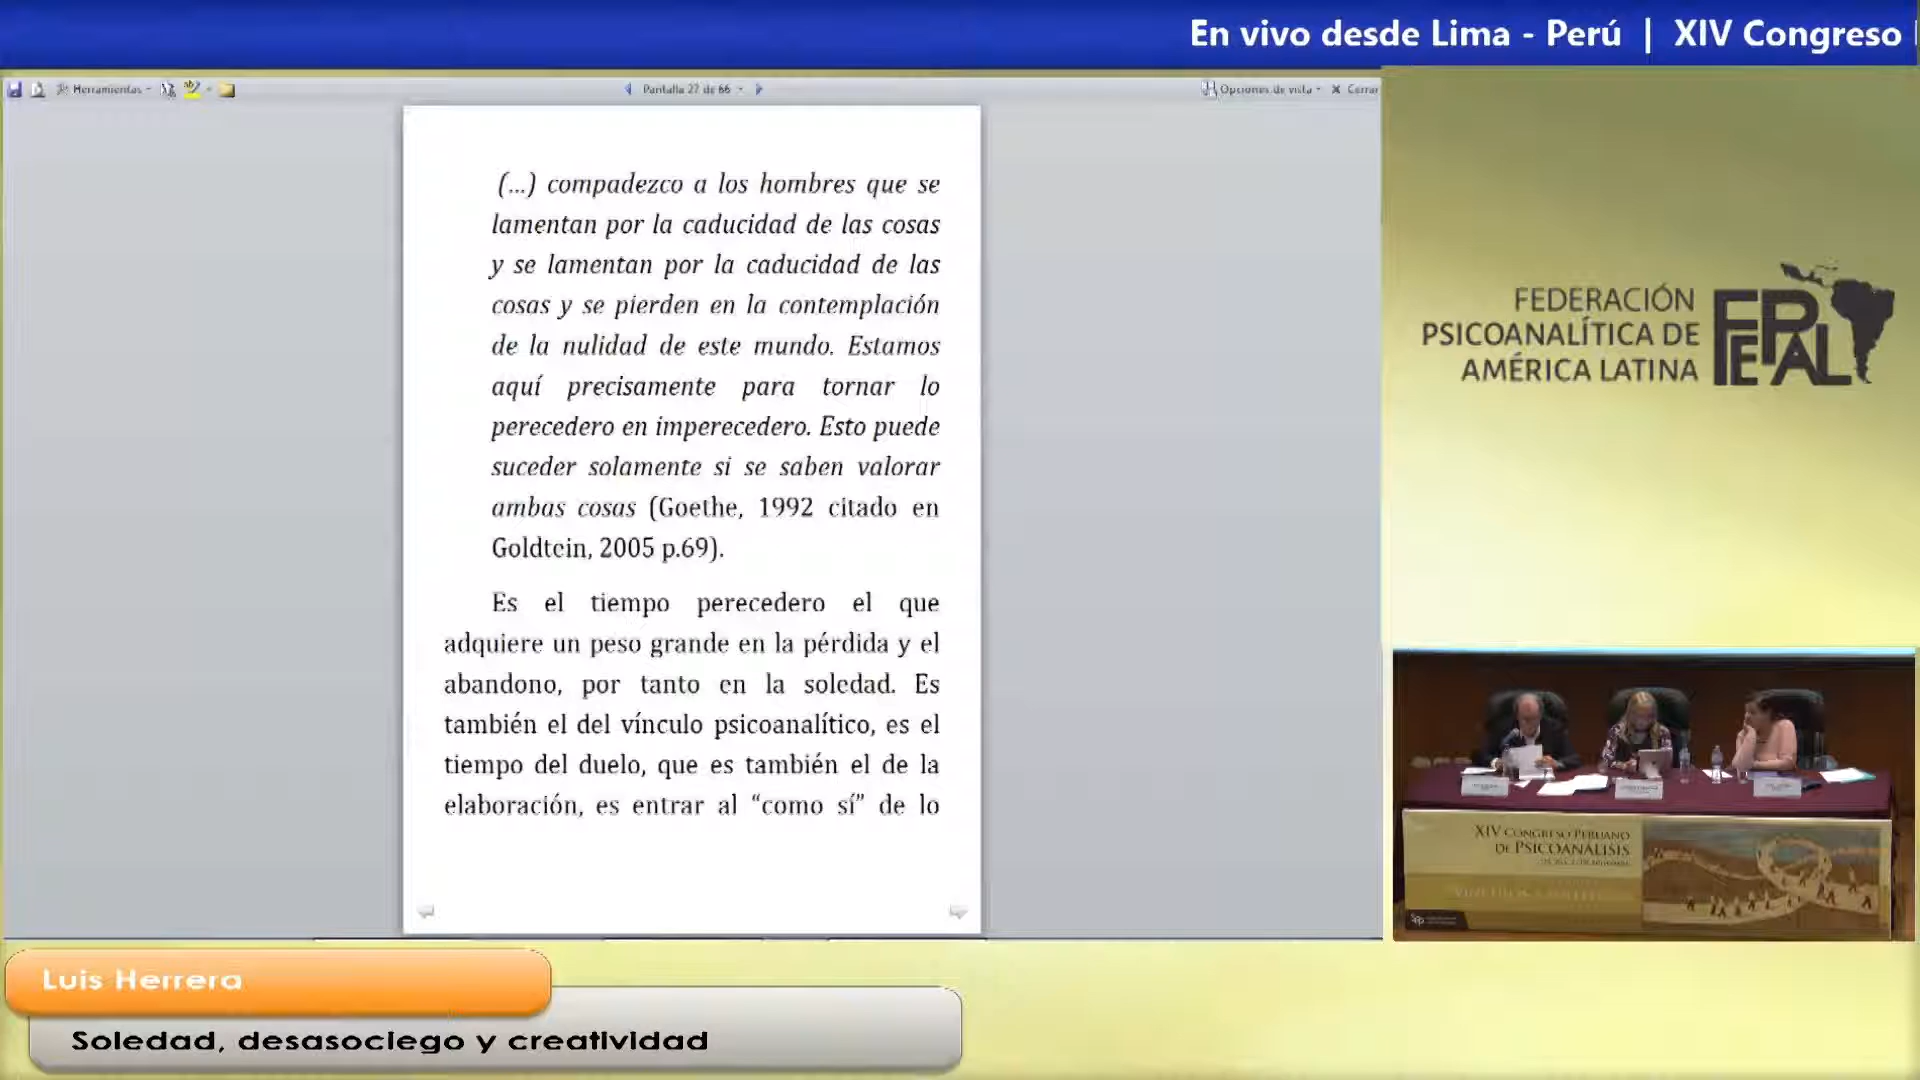 En vivo desde Lima - Perú | XIV Congreso
Herramientas
Pantalla 27 de 66
Opciones de vista
Cerrar
(...) compadezco a los hombres que se
lamentan por la caducidad de las cosas
y se lamentan por la caducidad de las
cosas y se pierden en la contemplación
de la nulidad de este mundo. Estamos
aquí precisamente para tornar lo
perecedero en imperecedero. Esto puede
suceder solamente si se saben valorar
ambas cosas (Goethe, 1992 citado en
Goldtein, 2005 p.69).
Es el tiempo perecedero el que
adquiere un peso grande en la pérdida y el
abandono, por tanto en la soledad. Es
también el del vínculo psicoanalítico, es el
tiempo del duelo, que es también el de la
elaboración, es entrar al “como sí” de lo
FEDERACIÓN
PSICOANALÍTICA DE
AMÉRICA LATINA
FEPAL
XIV CONGRESO PERUANO
DE PSICOANÁLISIS
Luis Herrera
Soledad, desasociego y creatividad